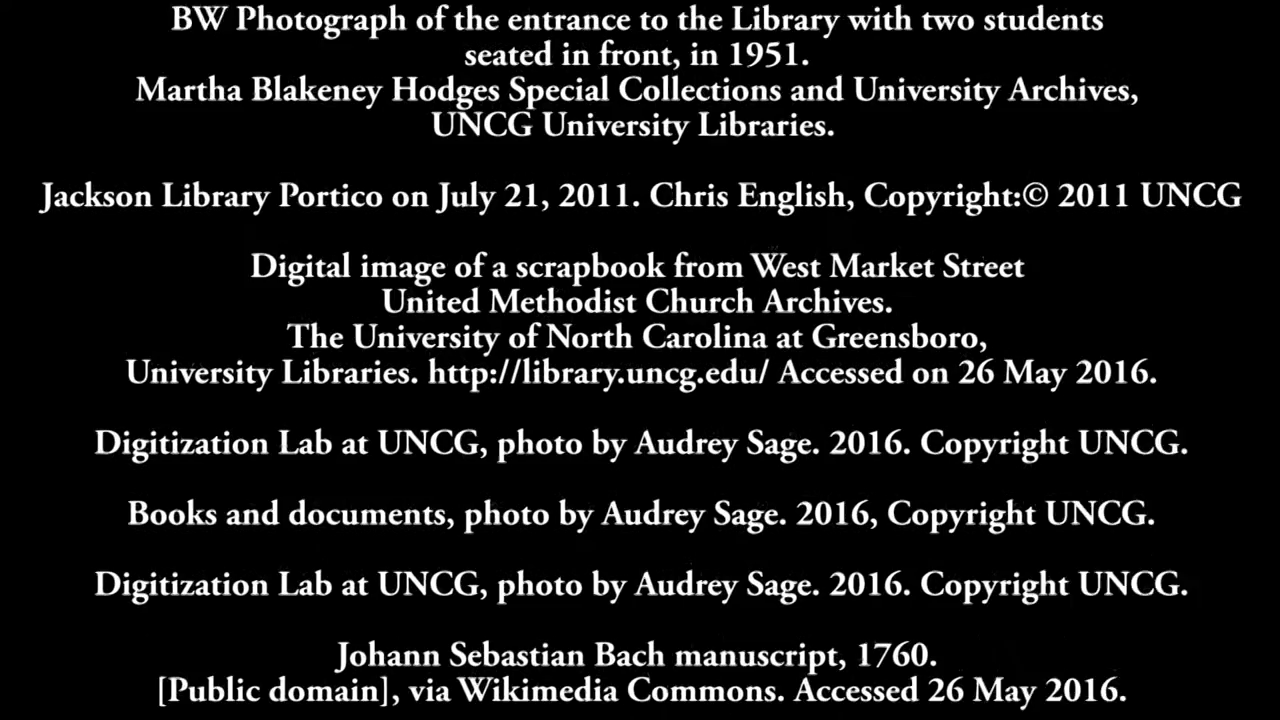 BW Photograph of the entrance to the Library with two students
seated in front, in 1951.
Martha Blakeney Hodges Special Collections and University Archives,
UNCG University Libraries.
Jackson Library Portico on July 21, 2011. Chris English, Copyright:© 2011 UNCG
Digital image of a scrapbook from West Market Street
United Methodist Church Archives.
The University of North Carolina at Greensboro,
University Libraries. http://library.uncg.edu/ Accessed on 26 May 2016.
Digitization Lab at UNCG, photo by Audrey Sage. 2016. Copyright UNCG.
Books and documents, photo by Audrey Sage. 2016, Copyright UNCG.
Digitization Lab at UNCG, photo by Audrey Sage. 2016. Copyright UNCG.
Johann Sebastian Bach manuscript, 1760.
[Public domain], via Wikimedia Commons. Accessed 26 May 2016.